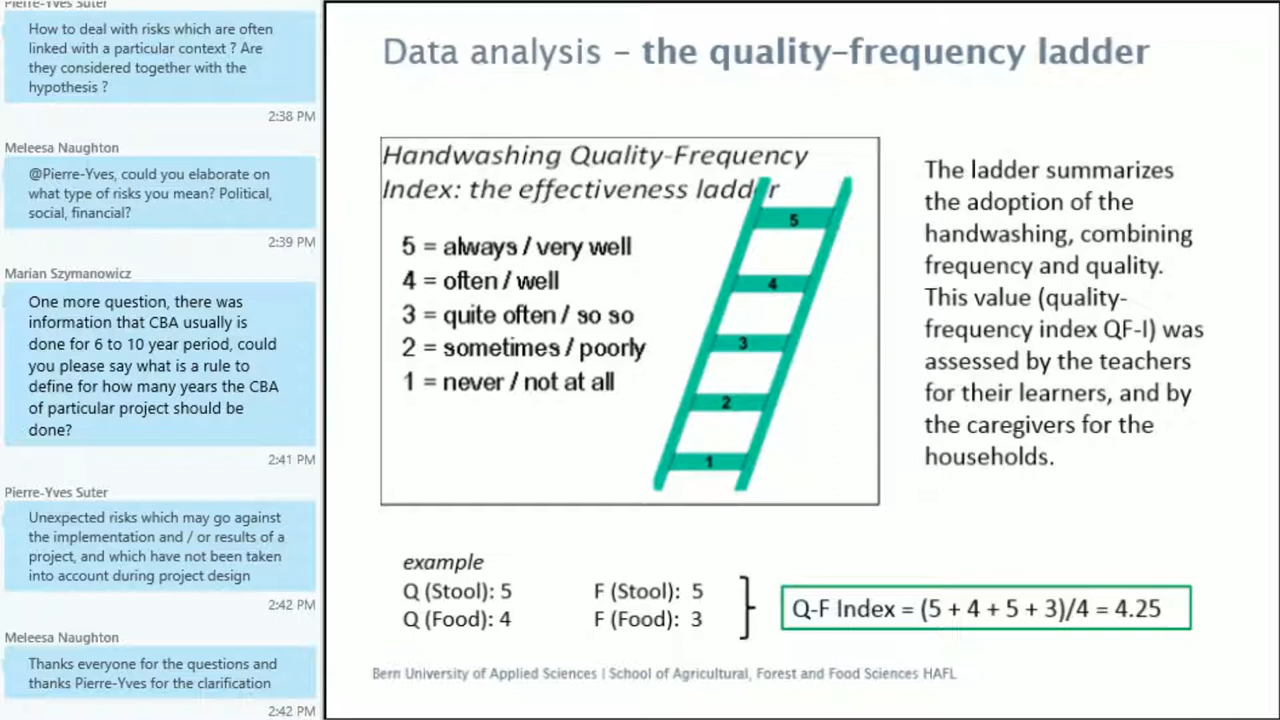 Pierre-Yves Suter
How to deal with risks which are often
linked with a particular context ? Are
they considered together with the
hypothesis ?
2:38 PM
Meleesa Naughton
@Pierre-Yves, could you elaborate on
what type of risks you mean? Political,
social, financial?
2:39 PM
Marian Szymanowicz
One more question, there was
information that CBA usually is
done for 6 to 10 year period, could
you please say what is a rule to
define for how many years the CBA
of particular project should be
done?
2:41 PM
Pierre-Yves Suter
Unexpected risks which may go against
the implementation and / or results of a
project, and which have not been taken
into account during project design
2:42 PM
Meleesa Naughton
Thanks everyone for the questions and
thanks Pierre-Yves for the clarification
2:42 PM
Data analysis – the quality–frequency ladder
Handwashing Quality-Frequency
Index: the effectiveness ladder
5 = always / very well
4 = often / well
3 = quite often / so so
2 = sometimes / poorly
1 = never / not at all
5
4
3
2
1
The ladder summarizes
the adoption of the
handwashing, combining
frequency and quality.
This value (quality-
frequency index QF-I) was
assessed by the teachers
for their learners, and by
the caregivers for the
households.
example
Q (Stool): 5 F (Stool): 5
Q (Food): 4 F (Food): 3
Q-F Index = (5 + 4 + 5 + 3)/4 = 4.25
Bern University of Applied Sciences | School of Agricultural, Forest and Food Sciences HAFL